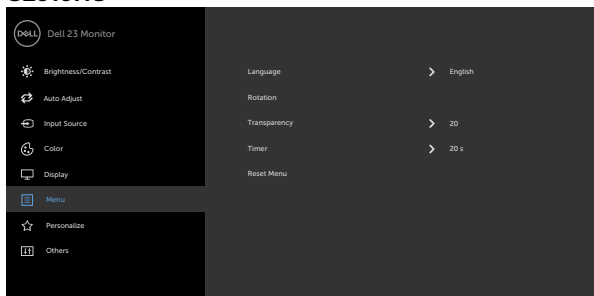 DELL
Dell 23 Monitor
Brightness/Contrast
Auto Adjust
Input Source
Color
Display
Menu
Personalize
Others
Language > English
Rotation
Transparency > 20
Timer > 20 s
Reset Menu